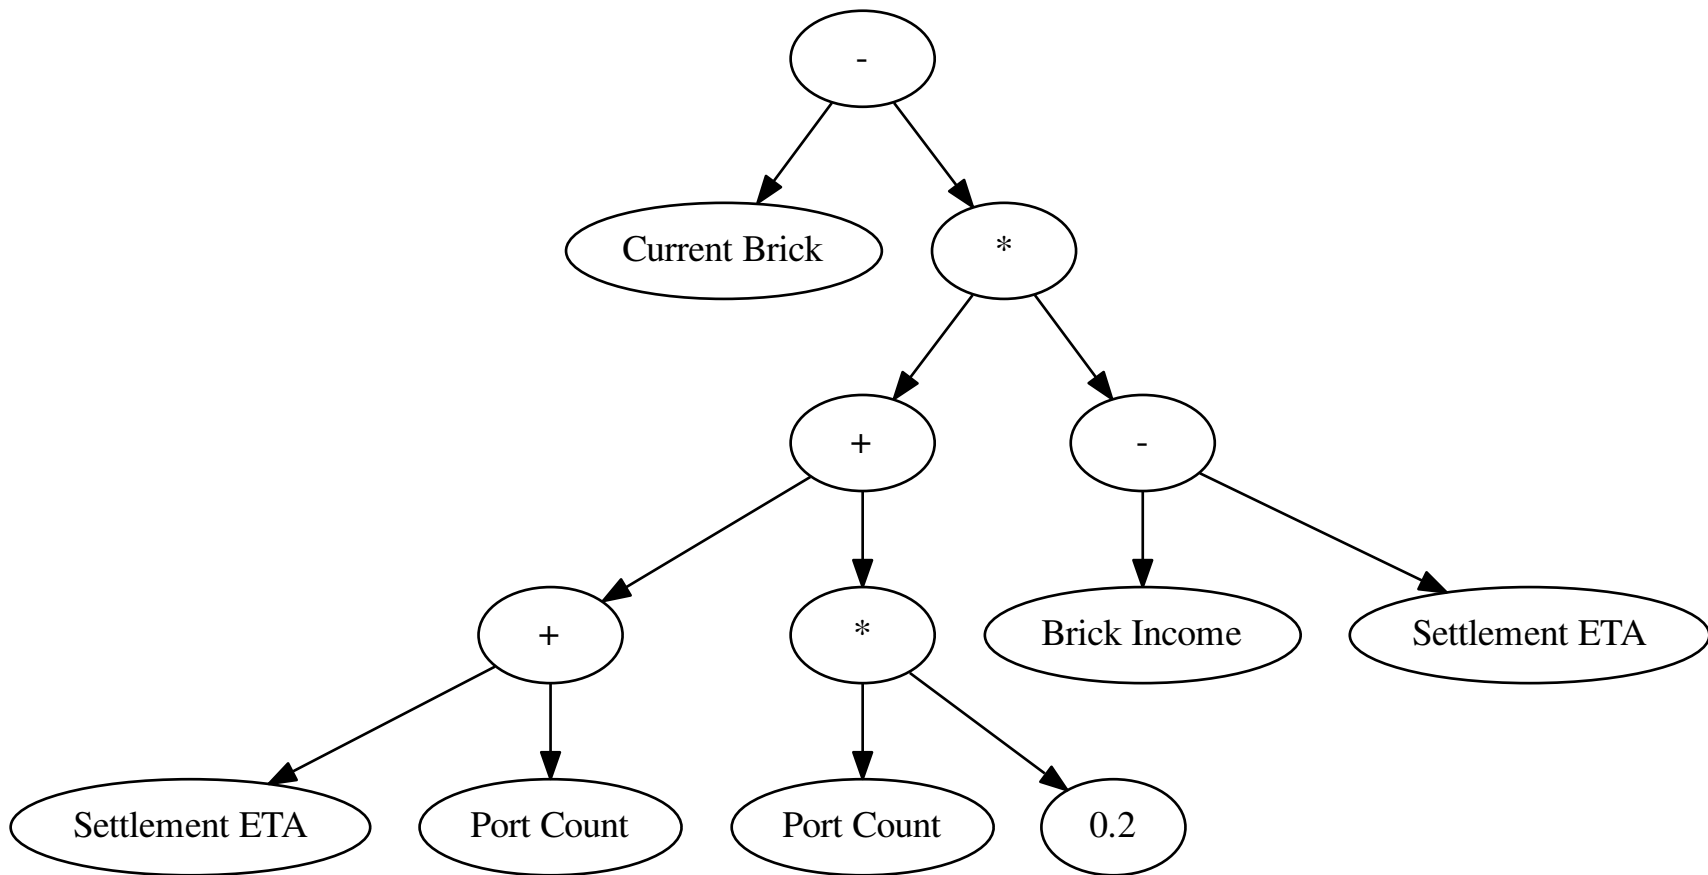 -
Current Brick
*
+
-
+
*
Brick Income
Settlement ETA
Settlement ETA
Port Count
Port Count
0.2